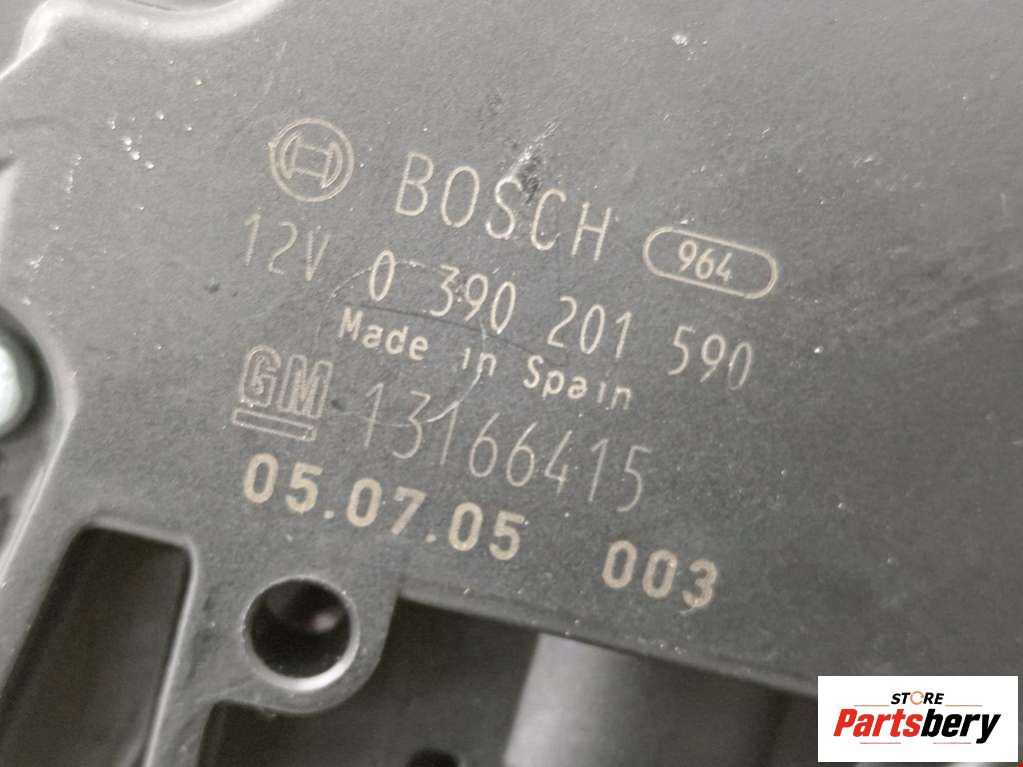 BOSCH 964
12V 0 390 201 590
Made in Spain
GM 13166415
05.07.05 003
STORE
Partsbery